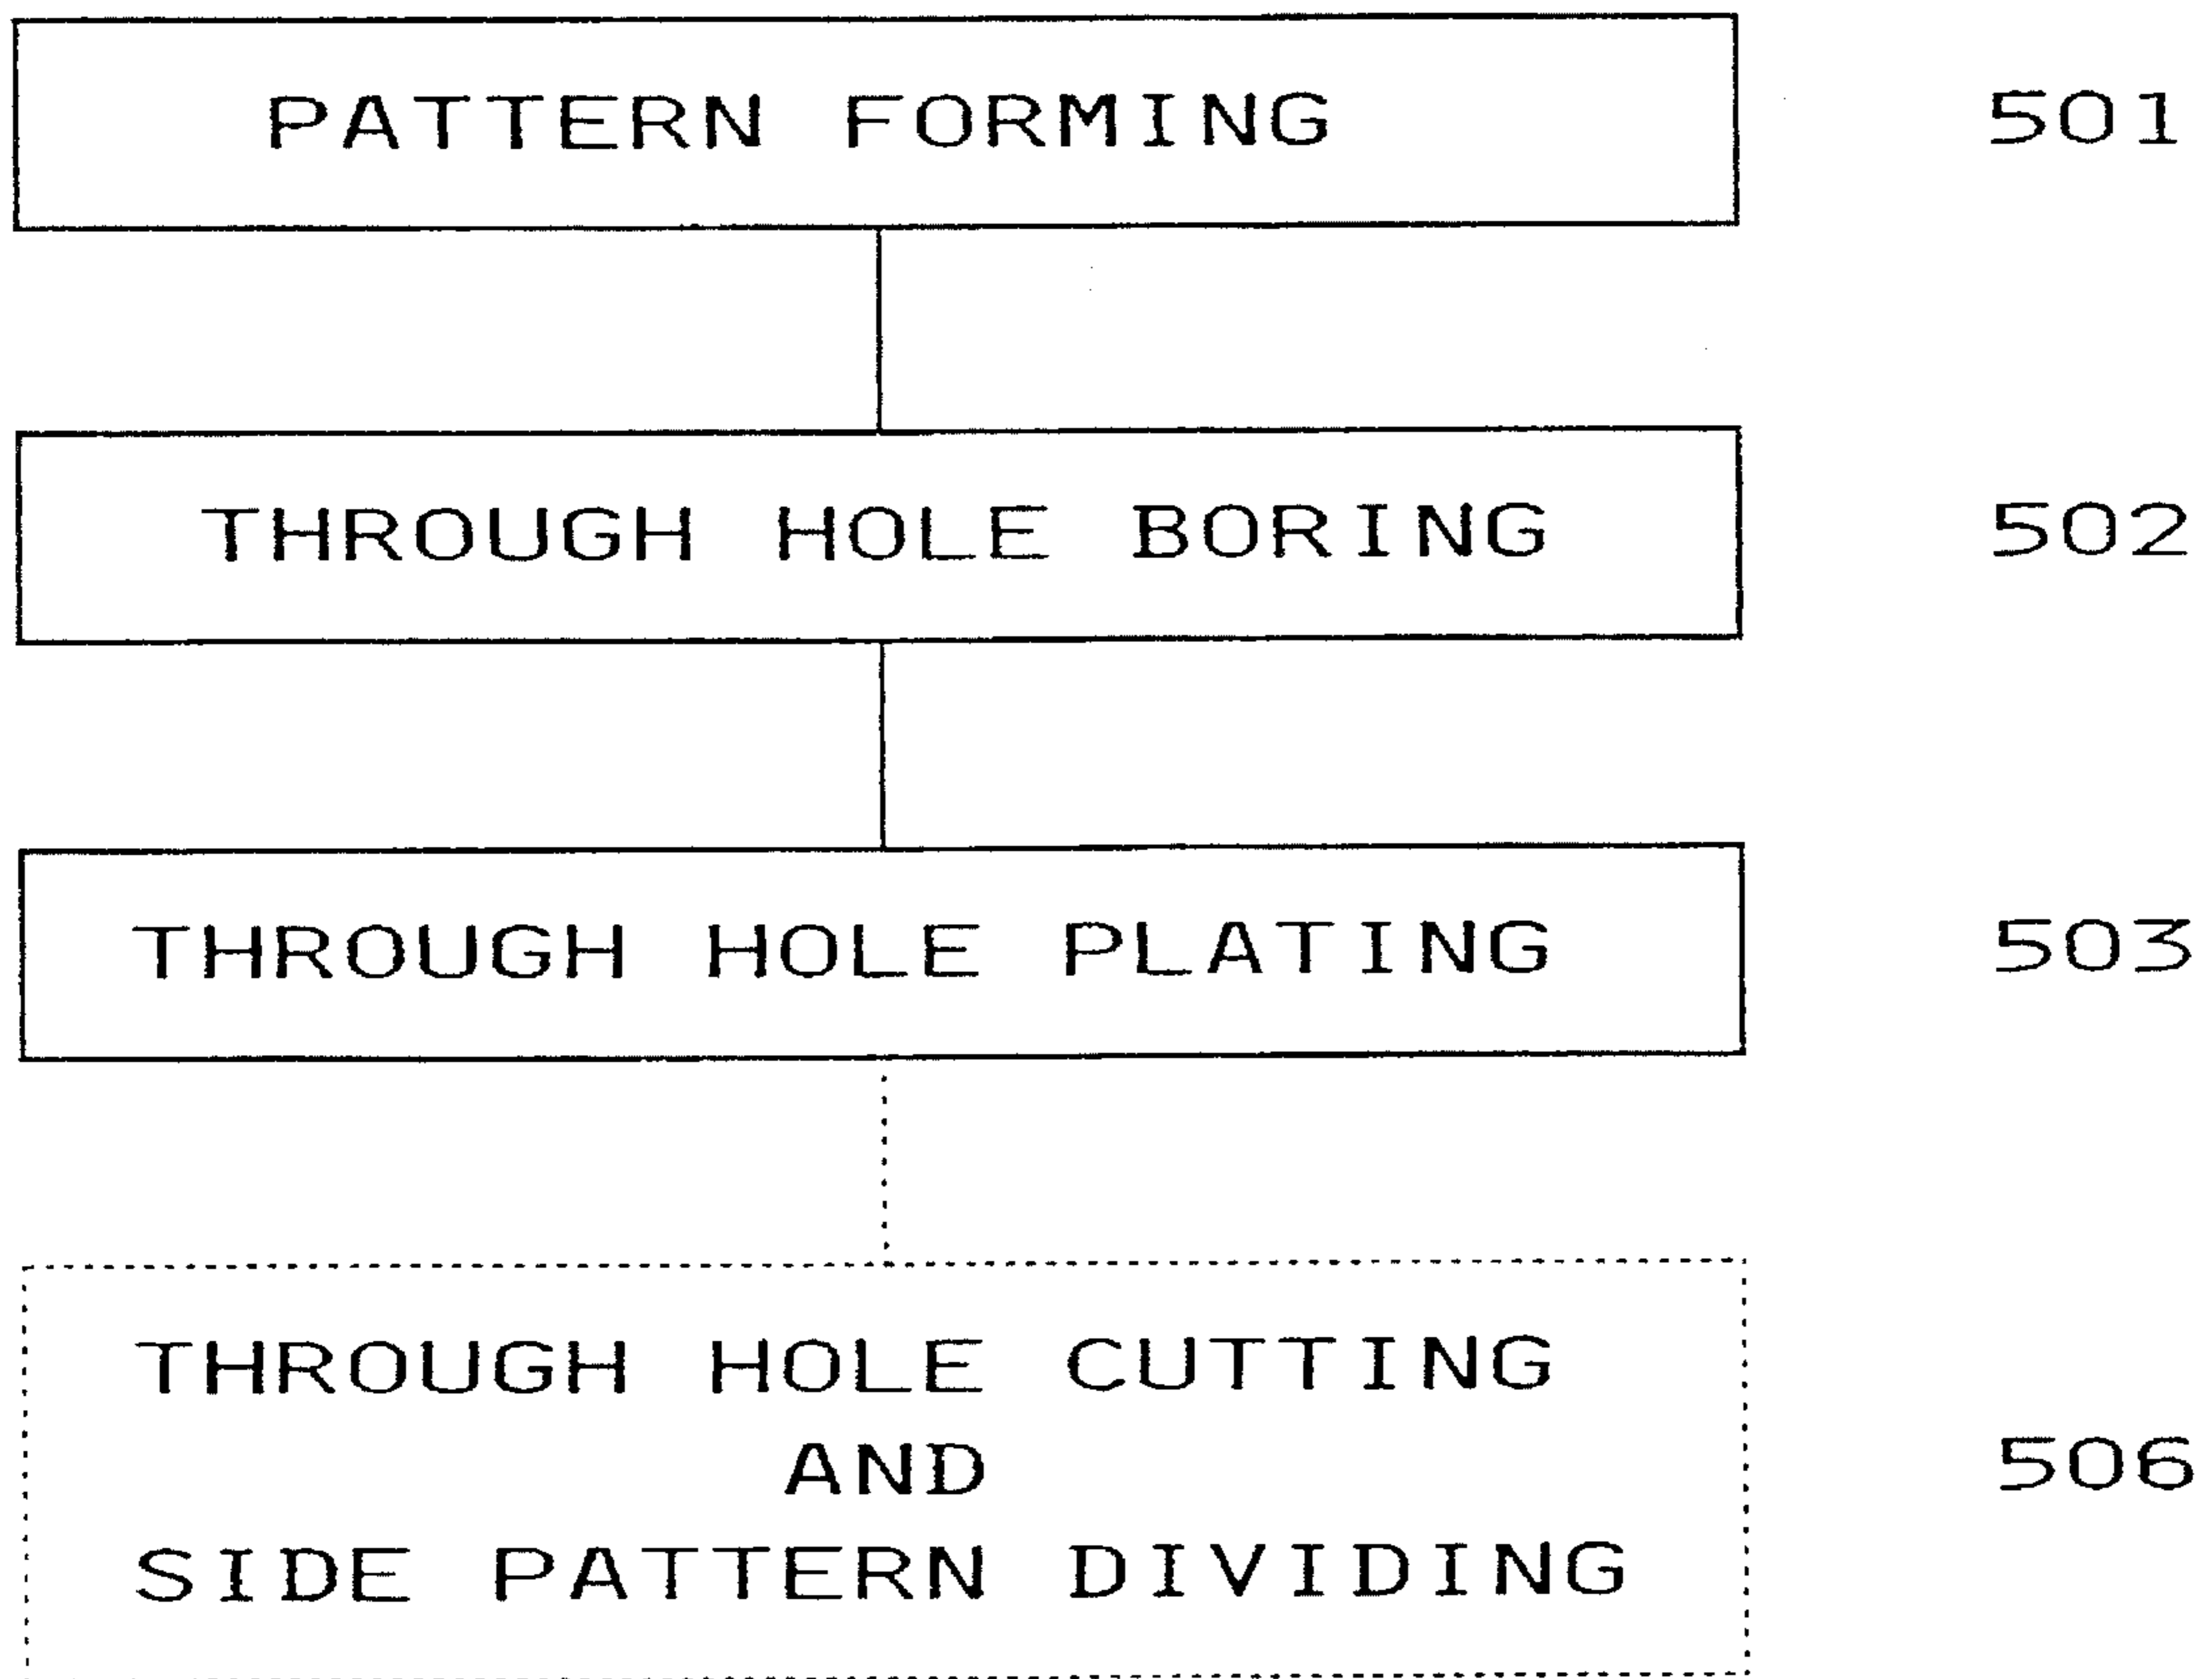 PATTERN FORMING 501
THROUGH HOLE BORING 502
THROUGH HOLE PLATING 503
THROUGH HOLE CUTTING
AND 506
SIDE PATTERN DIVIDING